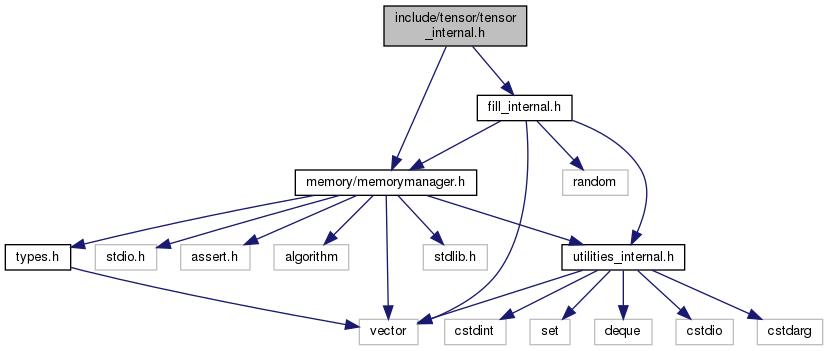 include/tensor/tensor
_internal.h
fill_internal.h
memory/memorymanager.h
random
types.h
stdio.h
assert.h
algorithm
stdlib.h
utilities_internal.h
vector
cstdint
set
deque
cstdio
cstdarg